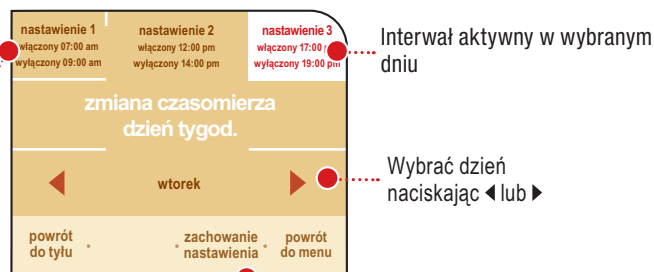 nastawienie 1
włączony 07:00 am
wyłączony 09:00 am
nastawienie 2
włączony 12:00 pm
wyłączony 14:00 pm
nastawienie 3
włączony 17:00 pm
wyłączony 19:00 pm
Interwał aktywny w wybranym
dniu
zmiana czasomierza
dzień tygod.
wtorek
Wybrać dzień
naciskając ◄ lub ►
powrót
do tyłu
zachowanie
nastawienia
powrót
do menu